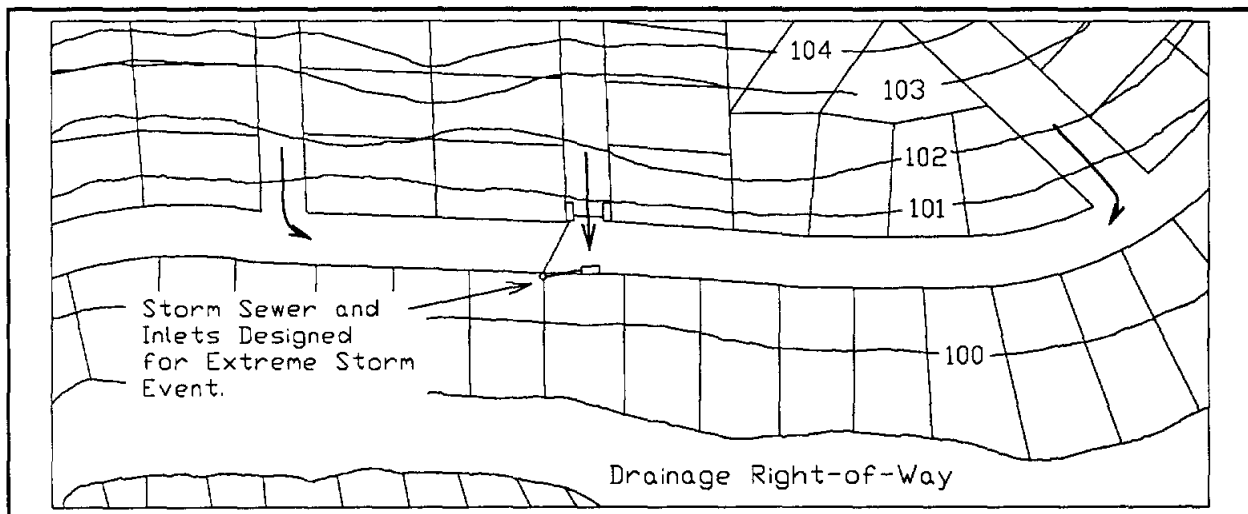 104
103
102
101
Storm Sewer and
Inlets Designed
for Extreme Storm
Event.
100
Drainage Right-of-Way